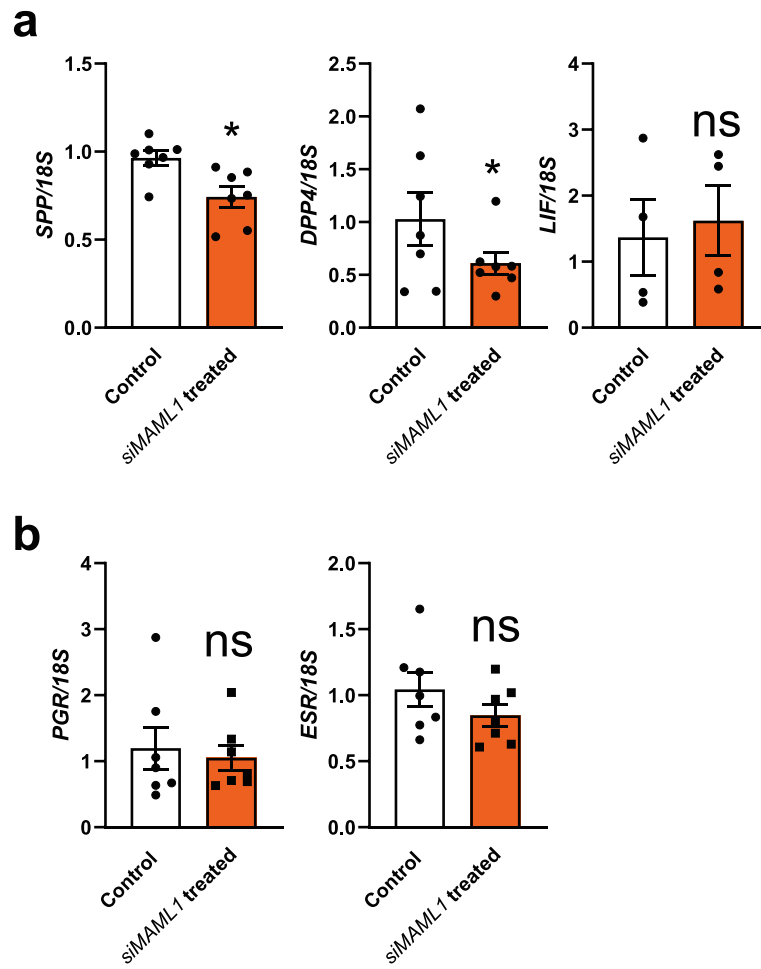 a
SPP/18S
1.5
1.0
0.5
0.0
*
Control
siMAML1 treated
DPP4/18S
2.5
2.0
1.5
1.0
0.5
0.0
*
Control
siMAML1 treated
LIF/18S
4
3
2
1
0
ns
Control
siMAML1 treated
b
PGR/18S
4
3
2
1
0
ns
Control
siMAML1 treated
ESR/18S
2.0
1.5
1.0
0.5
0.0
ns
Control
siMAML1 treated